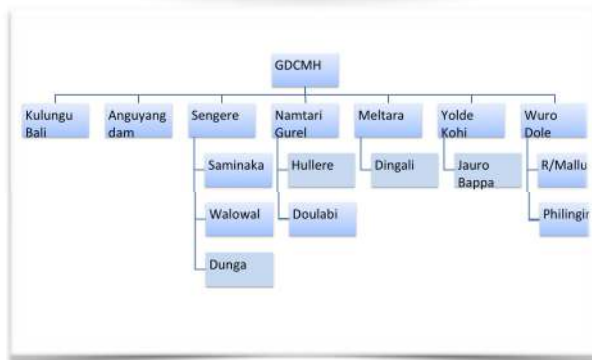 GDCMH
Kulungu Bali
Anguyang dam
Sengere
Namtari Gurel
Meltara
Yolde Kohi
Wuro Dole
Saminaka
Hullere
Dingali
Jauro Bappa
R/Mallu
Walowal
Doulabi
Philingir
Dunga